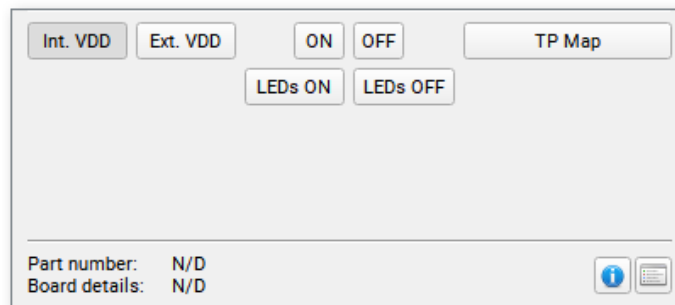 Int. VDD Ext. VDD ON OFF TP Map
LEDs ON LEDs OFF
Part number: N/D
Board details: N/D